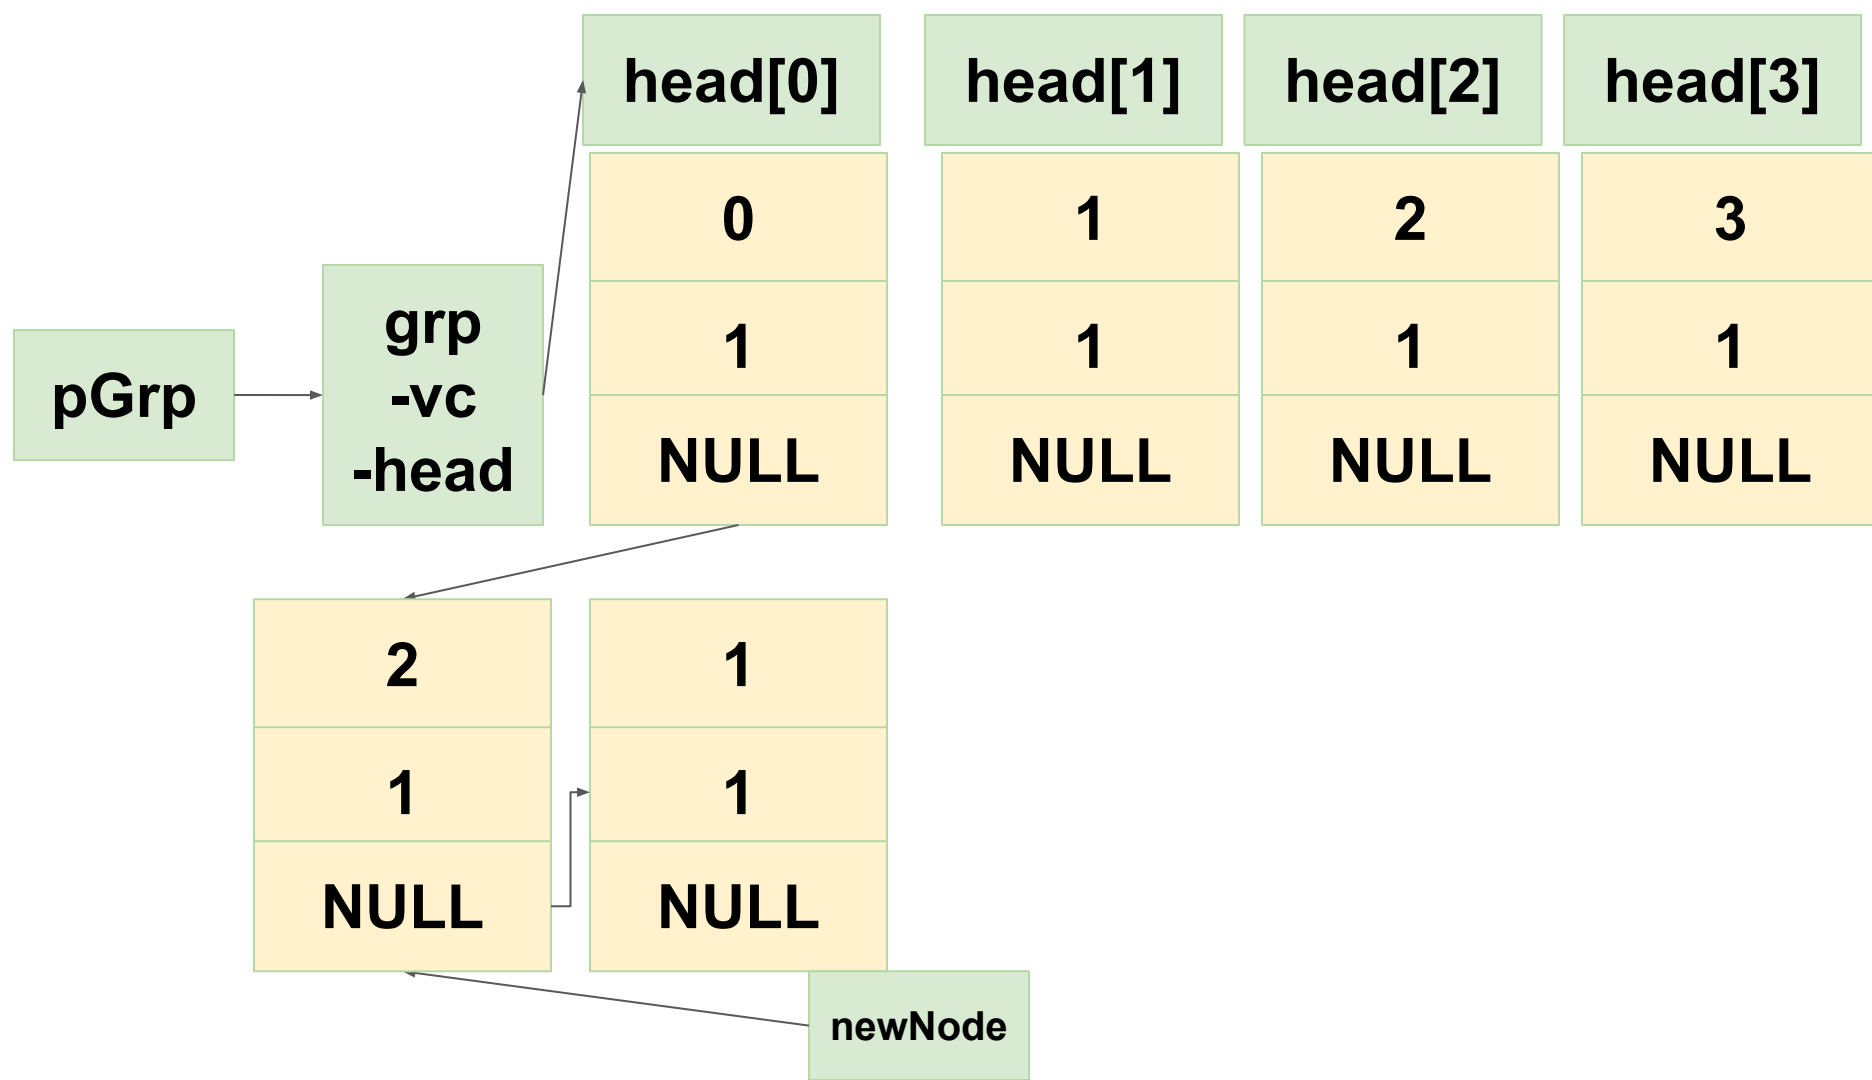 head[0]
head[1]
head[2]
head[3]
0
1
2
3
1
1
1
1
NULL
NULL
NULL
NULL
pGrp
grp
-vc
-head
2
1
1
1
NULL
NULL
newNode